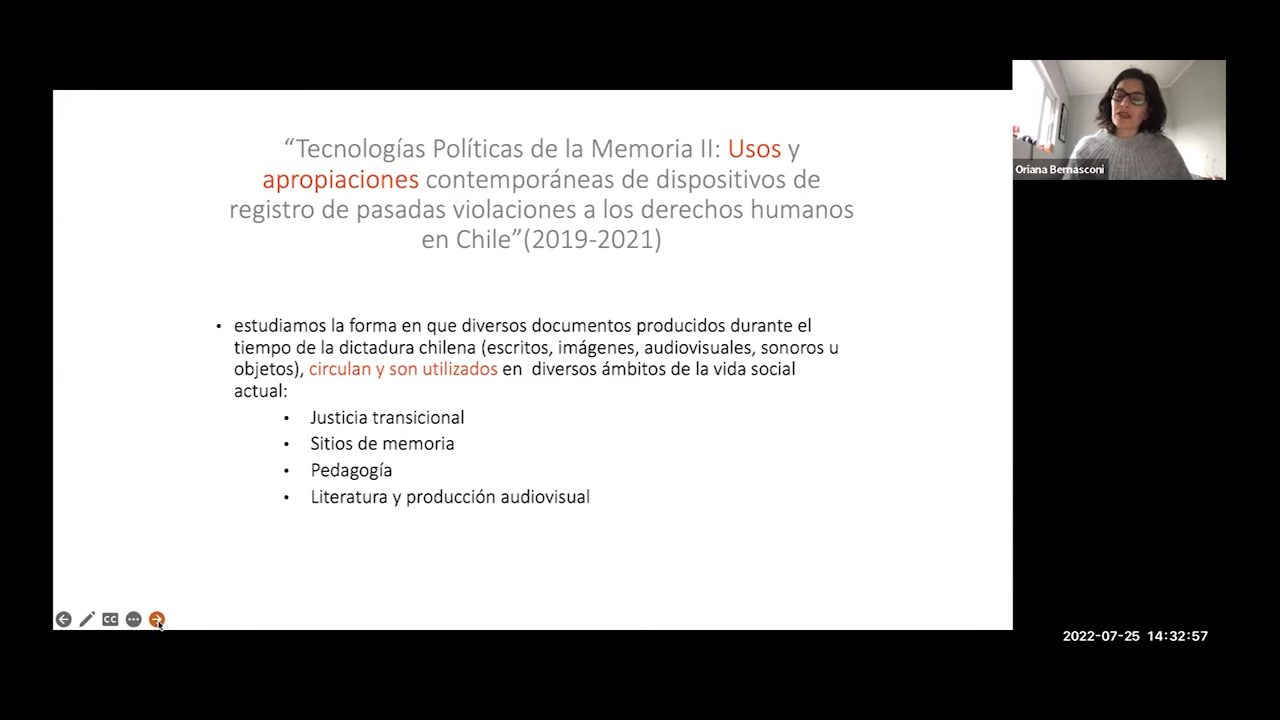 “Tecnologías Políticas de la Memoria II: Usos y
apropiaciones contemporáneas de dispositivos de
registro de pasadas violaciones a los derechos humanos
en Chile”(2019-2021)
• estudiamos la forma en que diversos documentos producidos durante el
tiempo de la dictadura chilena (escritos, imágenes, audiovisuales, sonoros u
objetos), circulan y son utilizados en diversos ámbitos de la vida social
actual:
• Justicia transicional
• Sitios de memoria
• Pedagogía
• Literatura y producción audiovisual
CC
Oriana Bernasconi
2022-07-25 14:32:57